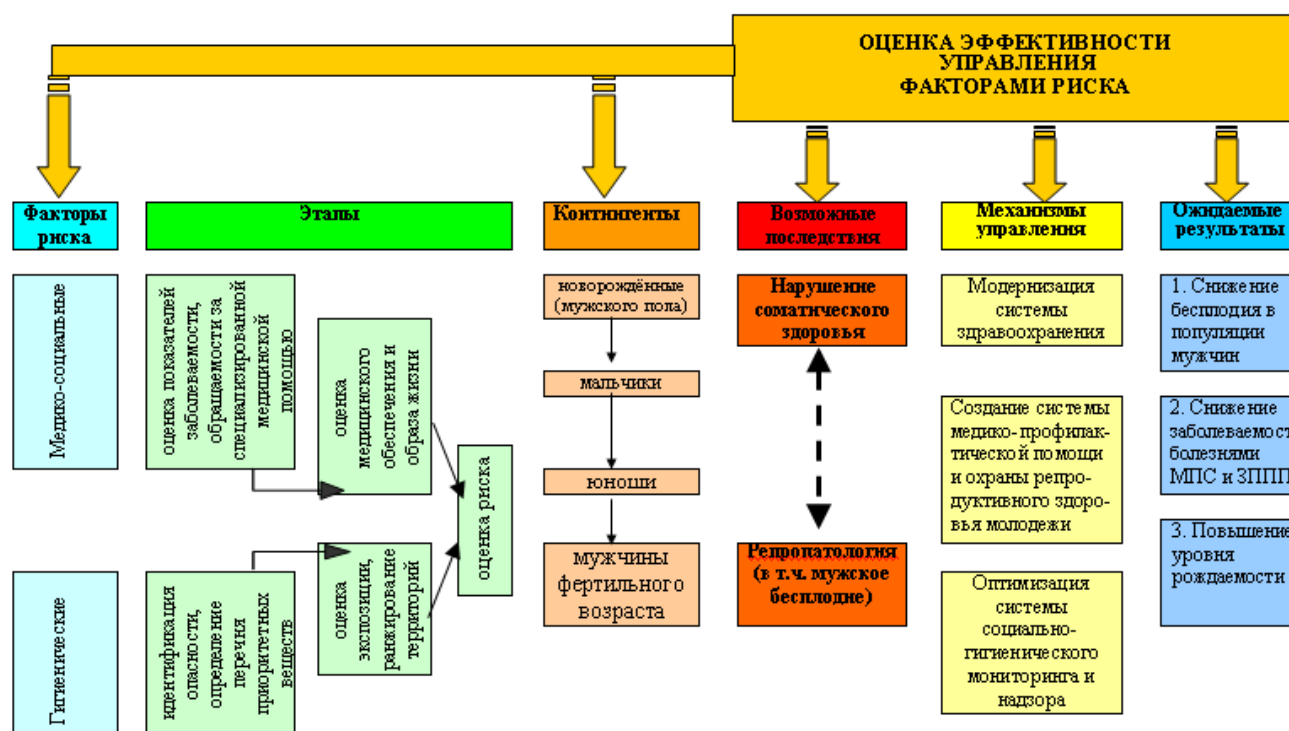 ОЦЕНКА ЭФФЕКТИВНОСТИ
УПРАВЛЕНИЯ
ФАКТОРАМИ РИСКА
Факторы
риска
Этапы
Контингенты
Возможные
последствия
Механизмы
управления
Ожидаемые
результаты
Медико-социальные
Гигиенические
оценка показателей
заболеваемости,
обращаемости за
специализированной
медицинской
помощью
оценка
медицинского
обеспечения и
образа жизни
идентификация
опасности,
определение
перечня
приоритетных
веществ
оценка
экспозиции,
ранжирование
территорий
оценка риска
новорождённые
(мужского пола)
мальчики
юноши
мужчины
фертильного
возраста
Нарушение
соматического
здоровья
Репропатология
(в т.ч. мужское
бесплодие)
Модернизация
системы
здравоохранения
Создание системы
медико-профилак-
тической помощи
и охраны репро-
дуктивного здоро-
вья молодежи
Оптимизация
системы
социально-
гигиенического
мониторинга и
надзора
1. Снижение
бесплодия в
популяции
мужчин
2. Снижение
заболеваемост
болезнями
МПС и ЗППП
3. Повышение
уровня
рождаемости